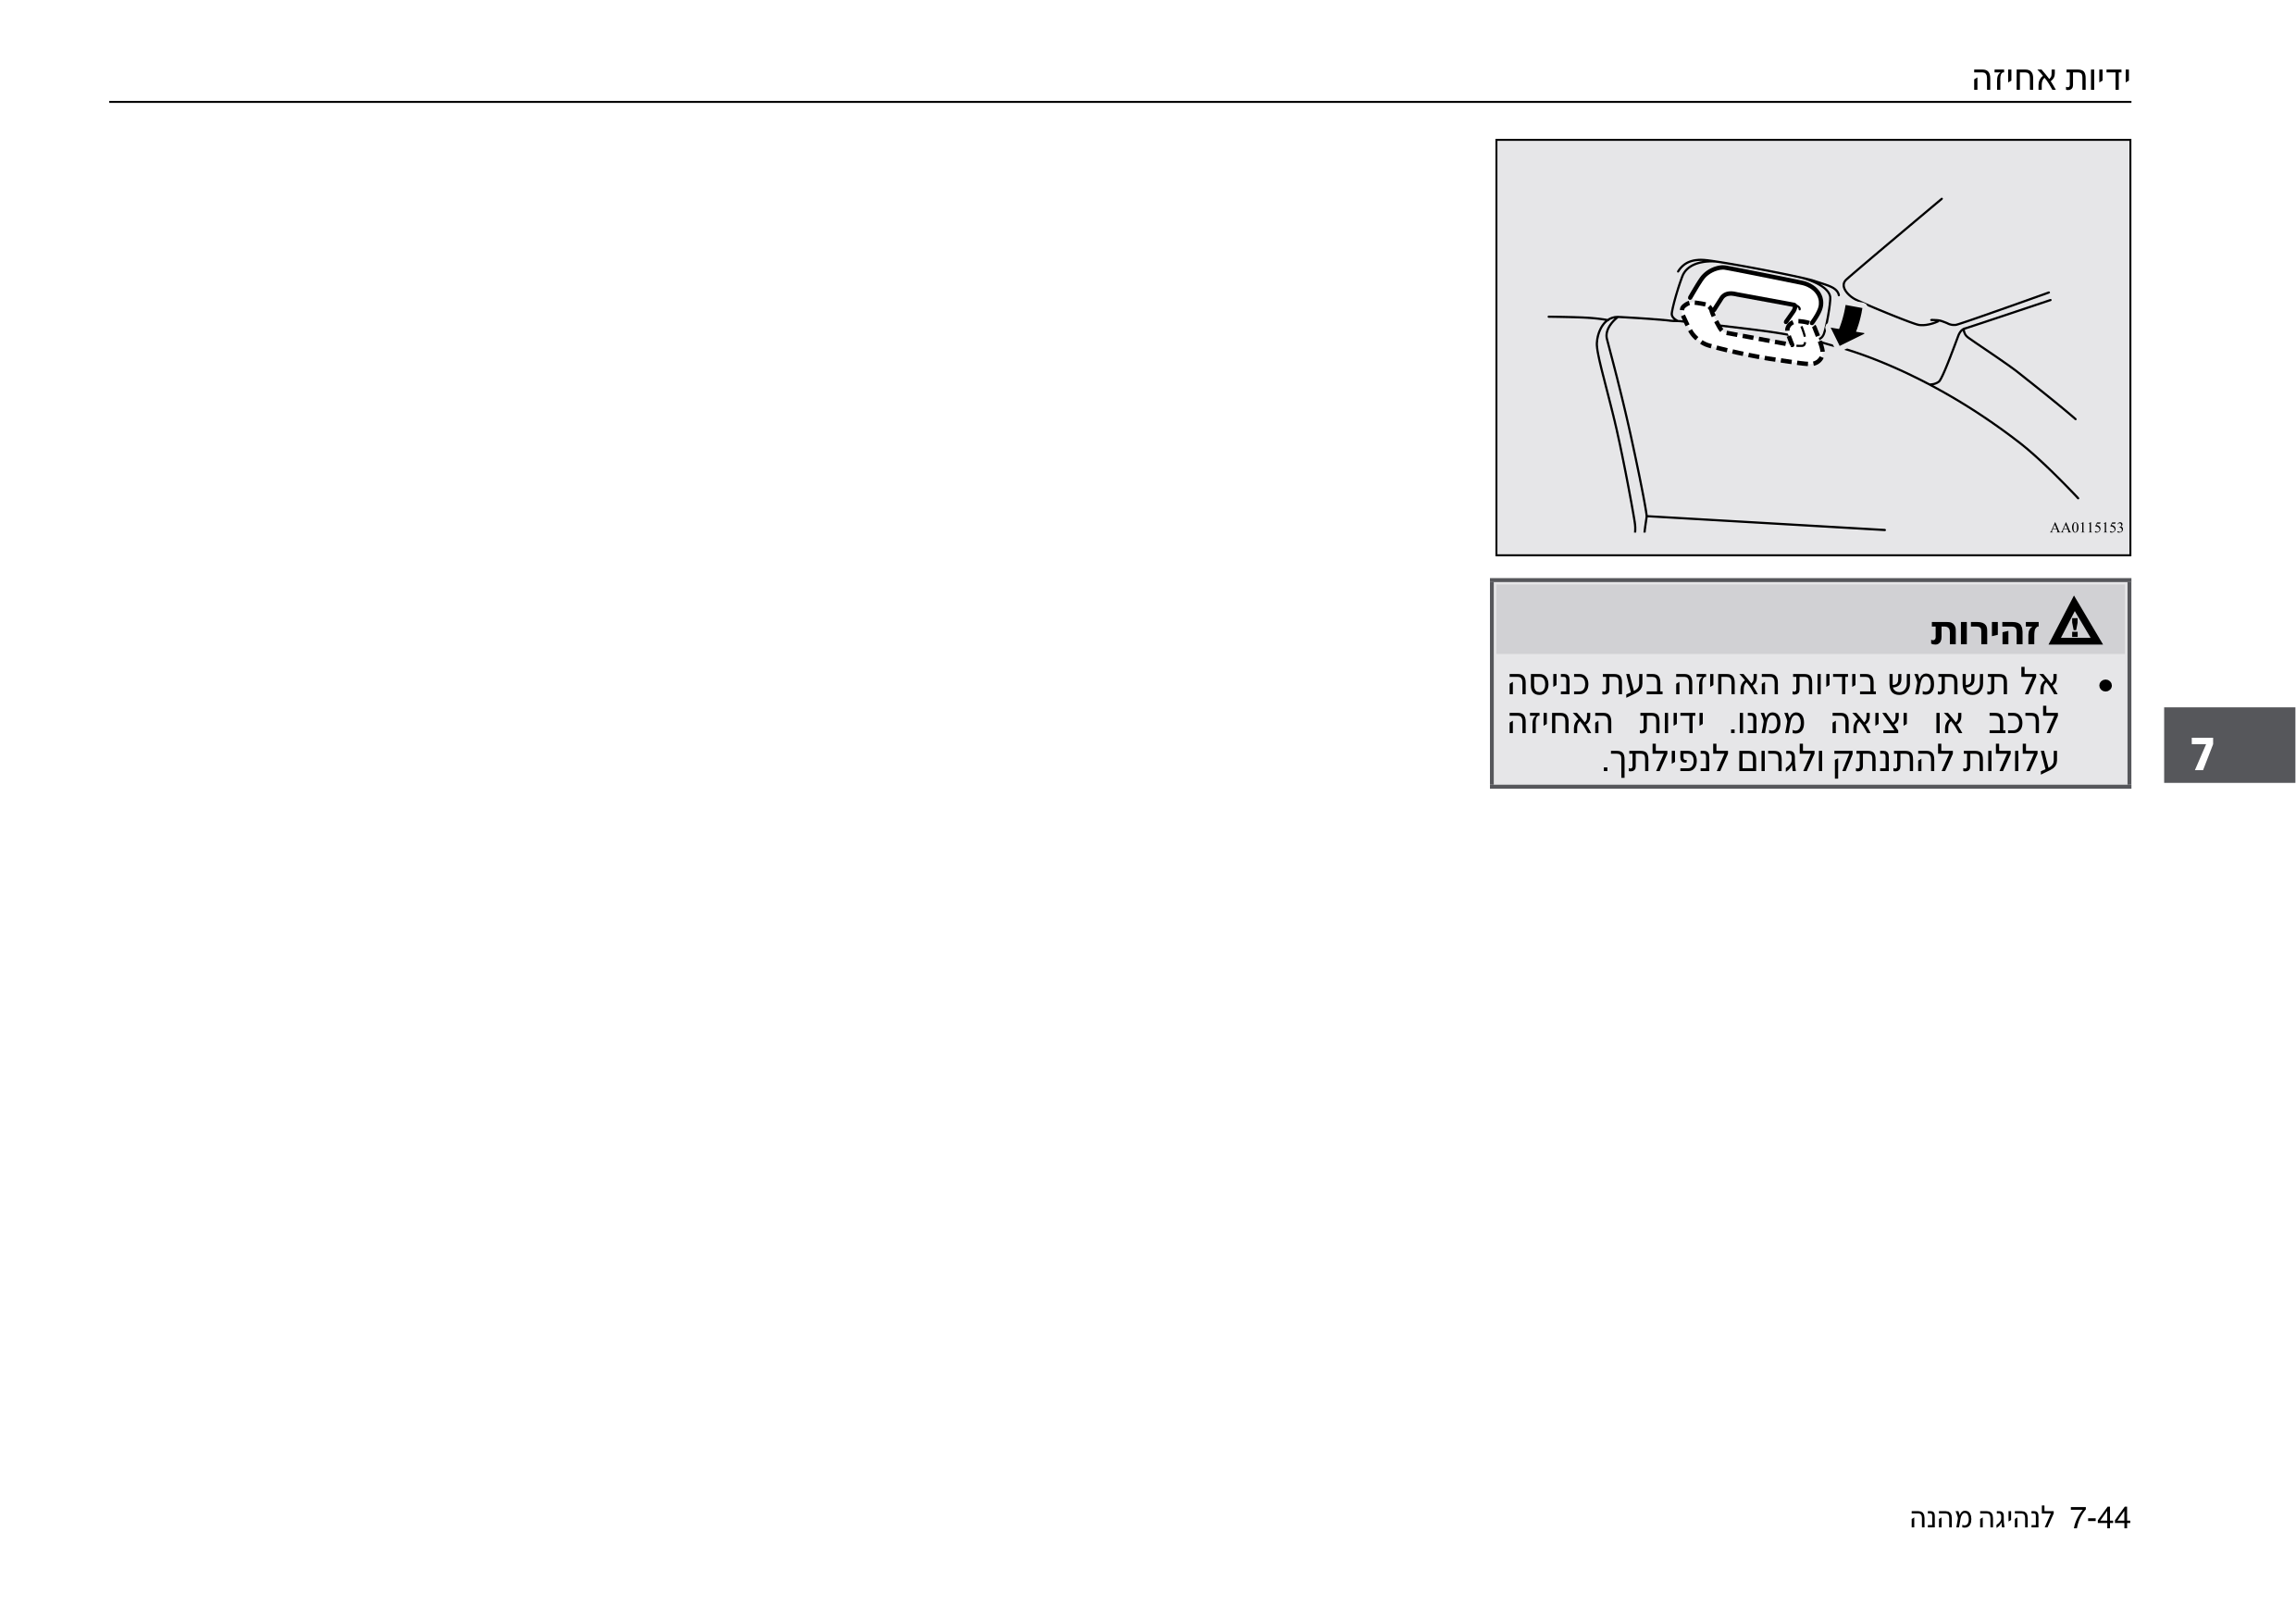 ידיות אחיזה
AA0115153
זהירות
• אל תשתמש בידיות האחיזה בעת כניסה
לרכב או יציאה ממנו. ידיות האחיזה
עלולות להתנתק ולגרום לנפילתך.
7
7-44 לנהיגה מהנה